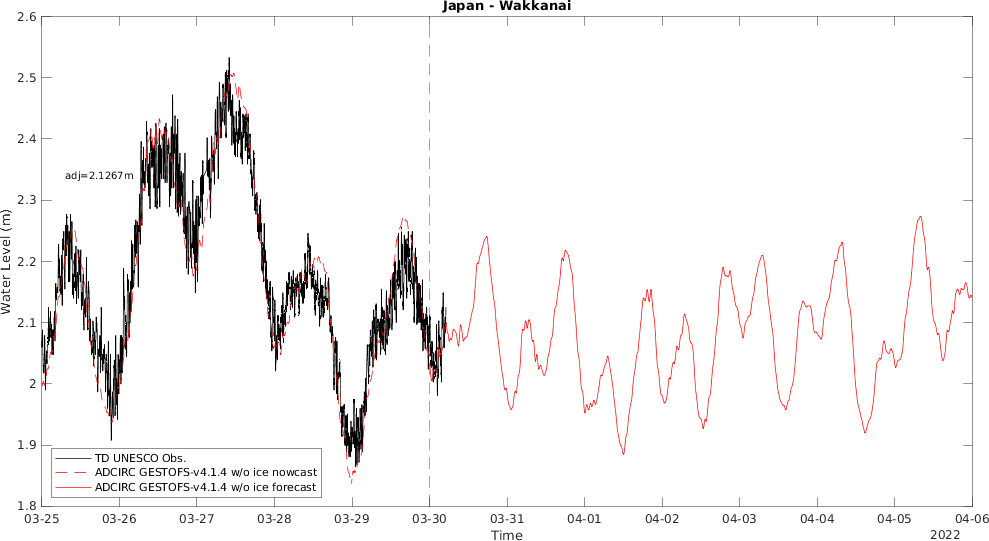 Japan - Wakkanai
2.6
2.5
2.4
2.3
2.2
2.1
2
1.9
1.8
Water Level (m)
adj=2.1267m
TD UNESCO Obs.
ADCIRC GESTOFS-v4.1.4 w/o ice nowcast
ADCIRC GESTOFS-v4.1.4 w/o ice forecast
03-25 03-26 03-27 03-28 03-29 03-30 03-31 04-01 04-02 04-03 04-04 04-05 04-06
Time
2022